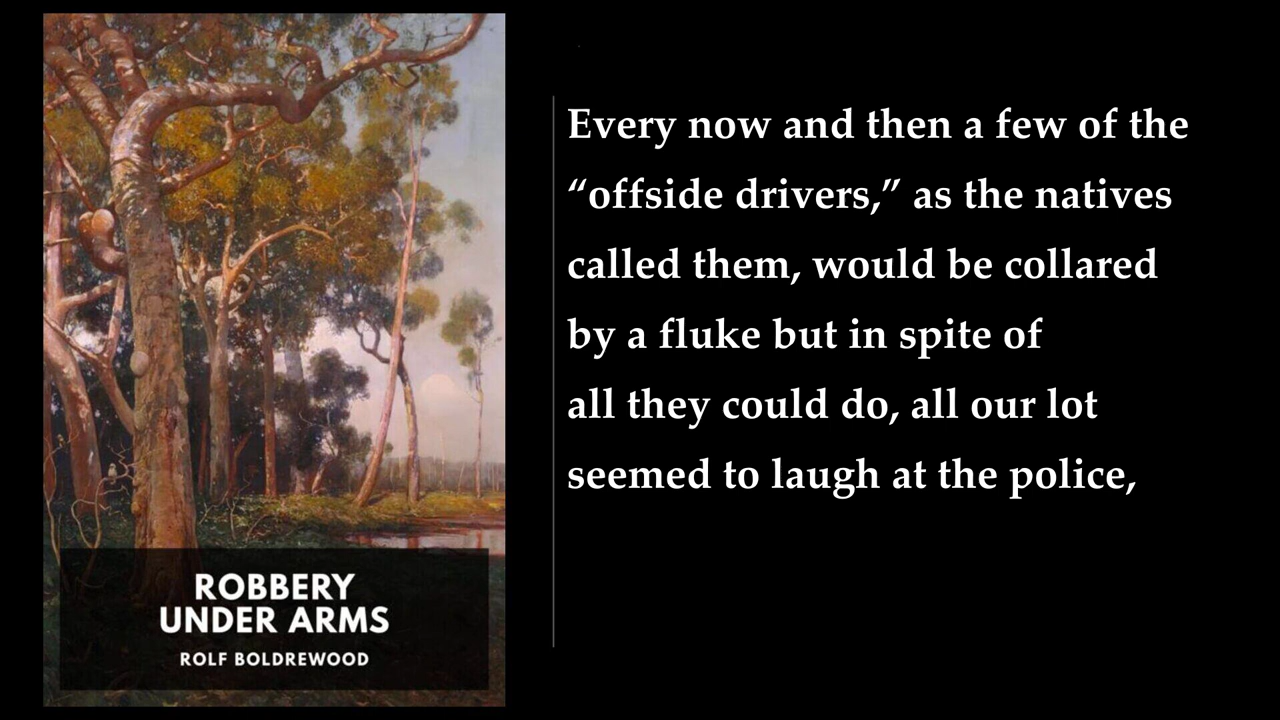 Every now and then a few of the
“offside drivers,” as the natives
called them, would be collared
by a fluke but in spite of
all they could do, all our lot
seemed to laugh at the police,
ROBBERY
UNDER ARMS
ROLF BOLDREWOOD